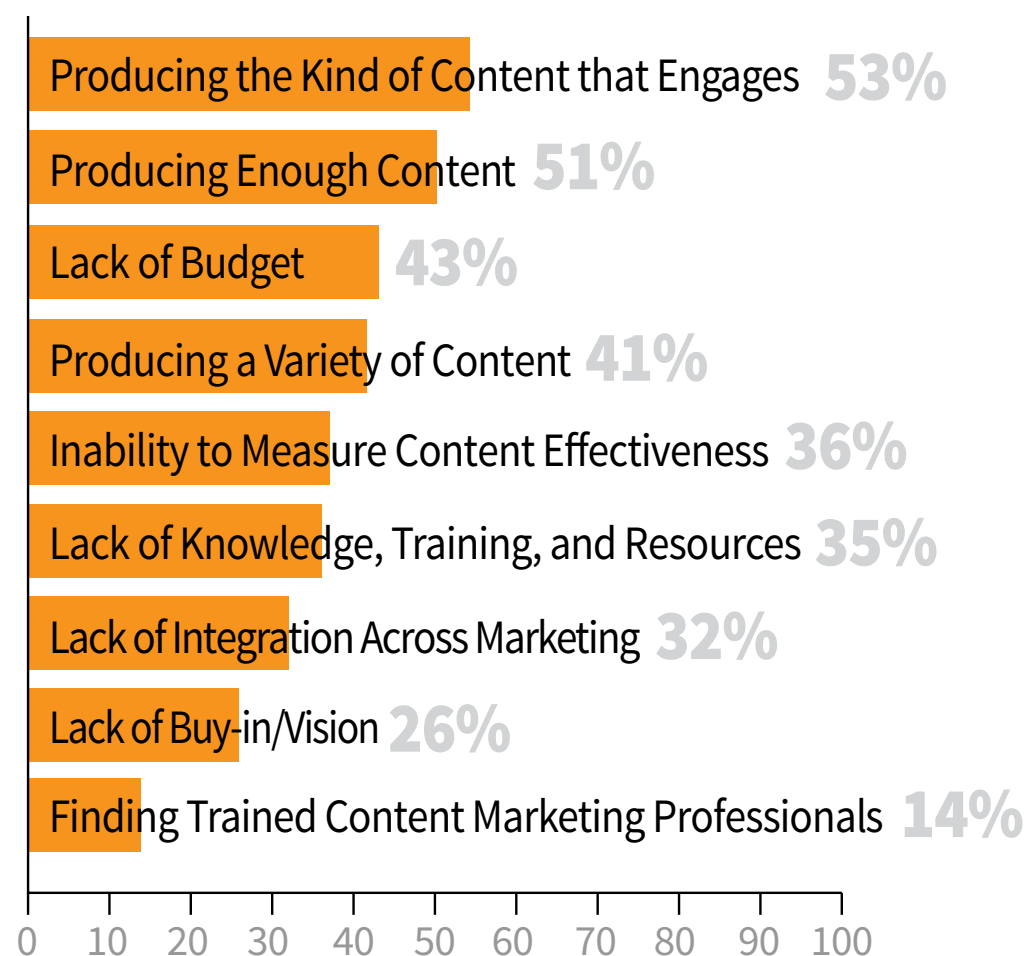 Producing the Kind of Content that Engages 53%
Producing Enough Content 51%
Lack of Budget 43%
Producing a Variety of Content 41%
Inability to Measure Content Effectiveness 36%
Lack of Knowledge, Training, and Resources 35%
Lack of Integration Across Marketing 32%
Lack of Buy-in/Vision 26%
Finding Trained Content Marketing Professionals 14%
0 10 20 30 40 50 60 70 80 90 100